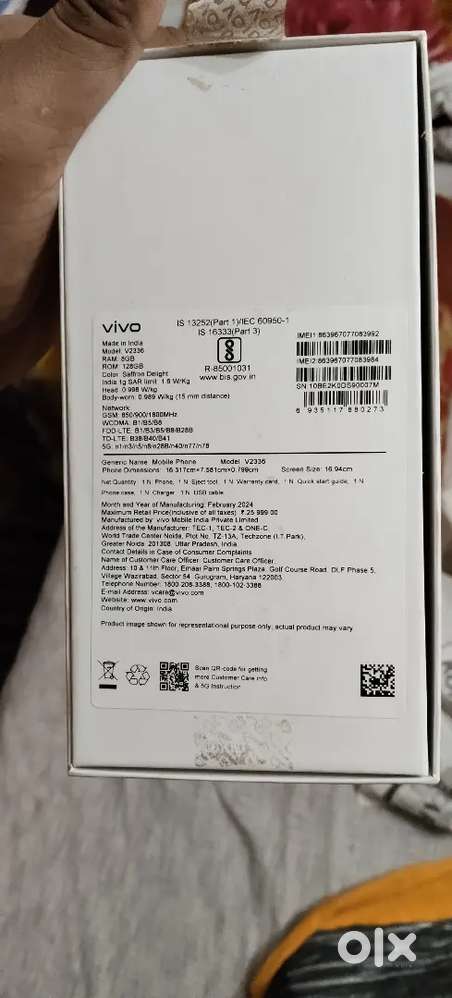 vivo
Made in India
Model: V2336
RAM: 8GB
ROM: 128GB
Color: Saffron Delight
India 1g SAR limit: 1.6 W/Kg
Head: 0.998 W/kg
Body-worn: 0.989 W/kg (15 mm distance)
Network
GSM: 850/900/1800MHz
WCDMA: B1/B5/B8
FDD-LTE: B1/B3/B5/B8/B28B
TD-LTE: B38/B40/B41
5G: n1/n3/n5/n8/n28B/n40/n77/n78
IS 13252(Part 1)/IEC 60950-1
IS 16333(Part 3)
R-85001031
www.bis.gov.in
IMEI1:863967077083992
IMEI2:863967077083984
SN:10BE2K0DS90007M
6 935117 880273
Generic Name: Mobile Phone Model: V2336
Phone Dimensions: 16.317cm×7.581cm×0.799cm Screen Size: 16.94cm
Net Quantity: 1 N. Phone, 1 N. Eject tool, 1 N. Warranty card, 1 N. Quick start guide, 1 N.
Phone case, 1 N. Charger, 1 N. USB cable
Month and Year of Manufacturing: February,2024
Maximum Retail Price(Inclusive of all taxes): ₹ 25,999.00
Manufactured by: vivo Mobile India Private Limited
Address of the Manufacturer: TEC-1, TEC-2 & ONE-C,
World Trade Center Noida, Plot No. TZ-13A, Techzone (I.T.Park),
Greater Noida, 201308, Uttar Pradesh, India
Contact Details in Case of Consumer Complaints
Name of Customer Care Officer: Customer Care Officer
Address: 10 & 11th Floor, Emaar Palm Springs Plaza, Golf Course Road, DLF Phase 5,
Village Wazirabad, Sector 54, Gurugram, Haryana 122003
Telephone Number: 1800-208-3388, 1800-102-3388
E-mail Address: vcare@vivo.com
Website: www.vivo.com
Country of Origin: India
Product image shown for representational purpose only, actual product may vary.
Scan QR-code for getting
more Customer Care info
& 5G Instruction
olx